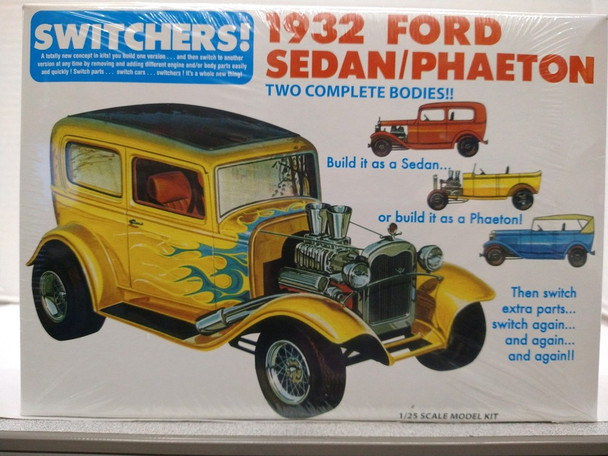 SWITCHERS!
A totally new concept in kits! you build one version . . . and then switch to another
version at any time by removing and adding different engine and/or body parts easily
and quickly ! Switch parts . . . switch cars . . . switchers ! It's a whole new thing!
1932 FORD
SEDAN/PHAETON
TWO COMPLETE BODIES!!
Build it as a Sedan...
or build it as a Phaeton!
Then switch
extra parts...
switch again...
and again...
and again!!
1/25 SCALE MODEL KIT